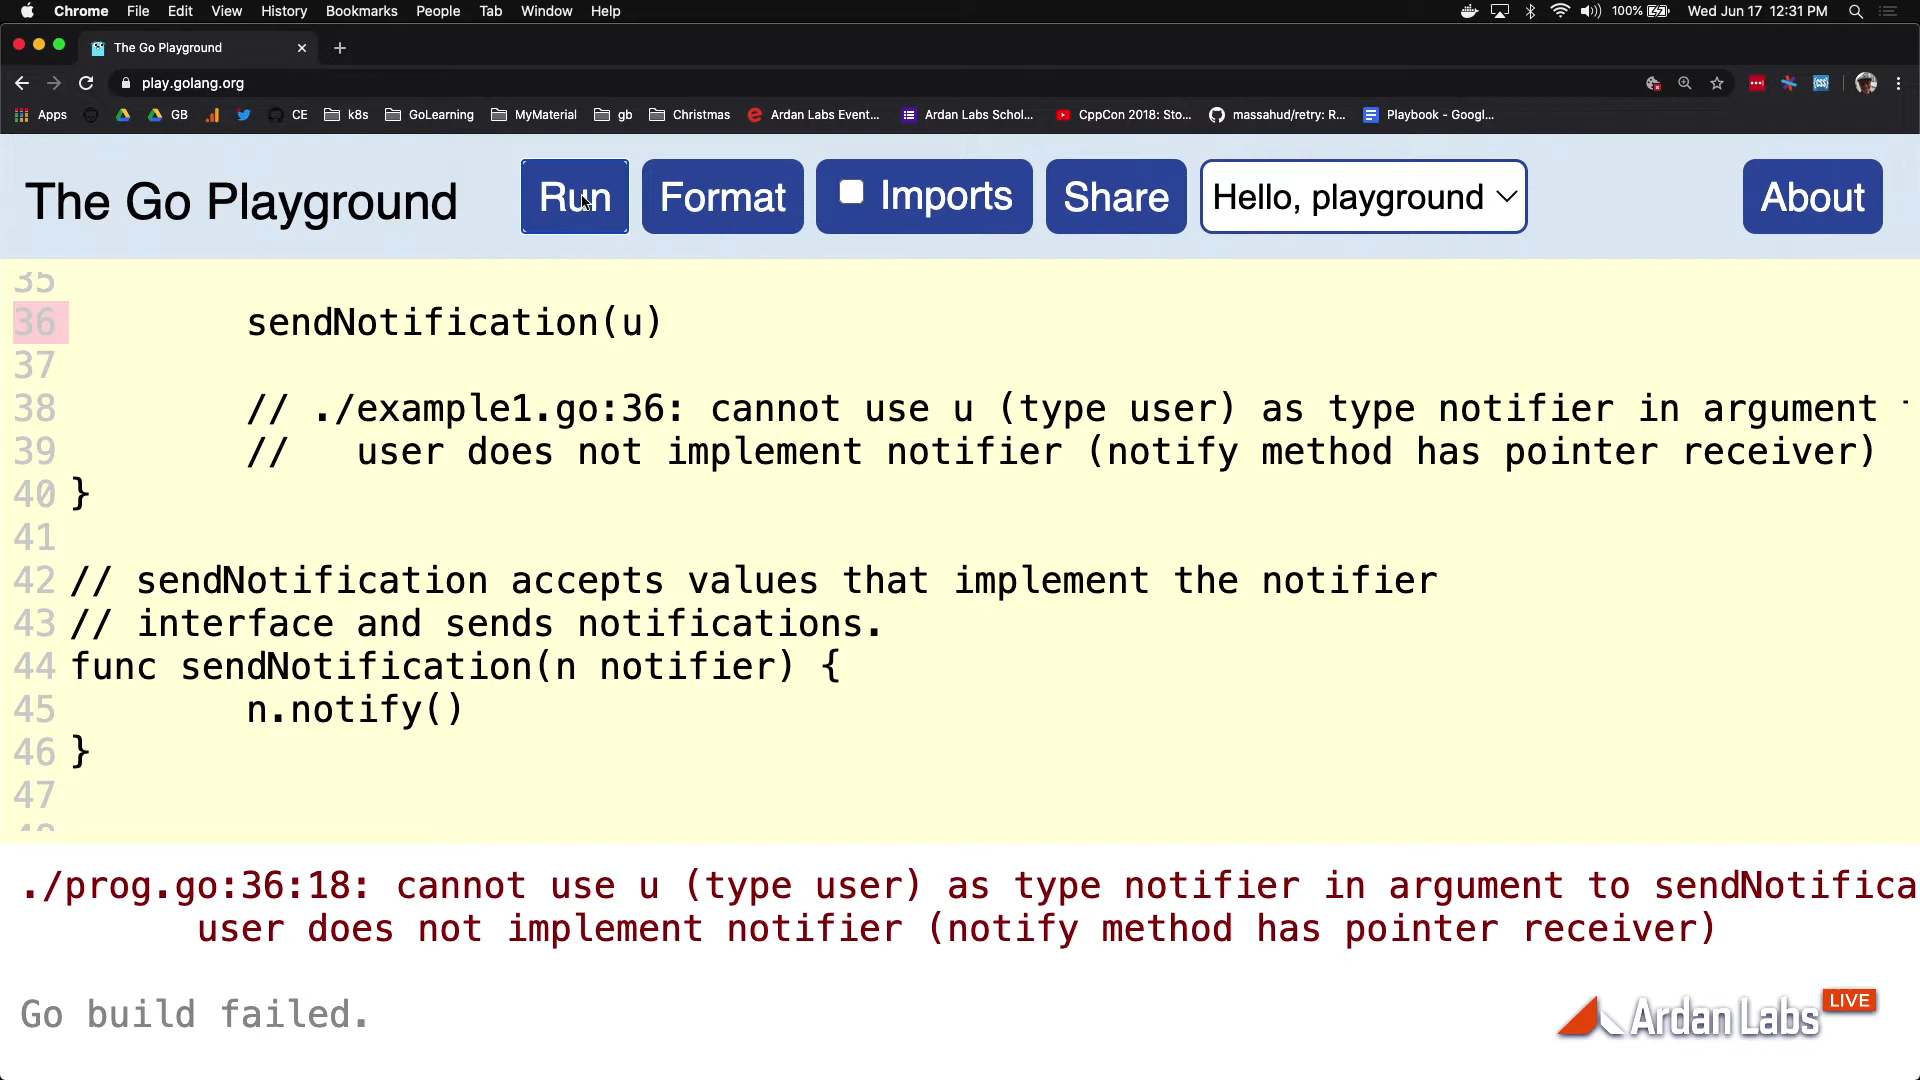 Chrome File Edit View History Bookmarks People Tab Window Help 100% Wed Jun 17 12:31 PM
The Go Playground
play.golang.org
Apps GB CE k8s GoLearning MyMaterial gb Christmas Ardan Labs Event... Ardan Labs Schol... CppCon 2018: Sto... massahud/retry: R... Playbook - Googl...
The Go Playground Run Format Imports Share Hello, playground About
35
36 sendNotification(u)
37
38 // ./example1.go:36: cannot use u (type user) as type notifier in argument
39 // user does not implement notifier (notify method has pointer receiver)
40 }
41
42 // sendNotification accepts values that implement the notifier
43 // interface and sends notifications.
44 func sendNotification(n notifier) {
45 n.notify()
46 }
47
./prog.go:36:18: cannot use u (type user) as type notifier in argument to sendNotifica
user does not implement notifier (notify method has pointer receiver)
Go build failed.
Ardan Labs LIVE